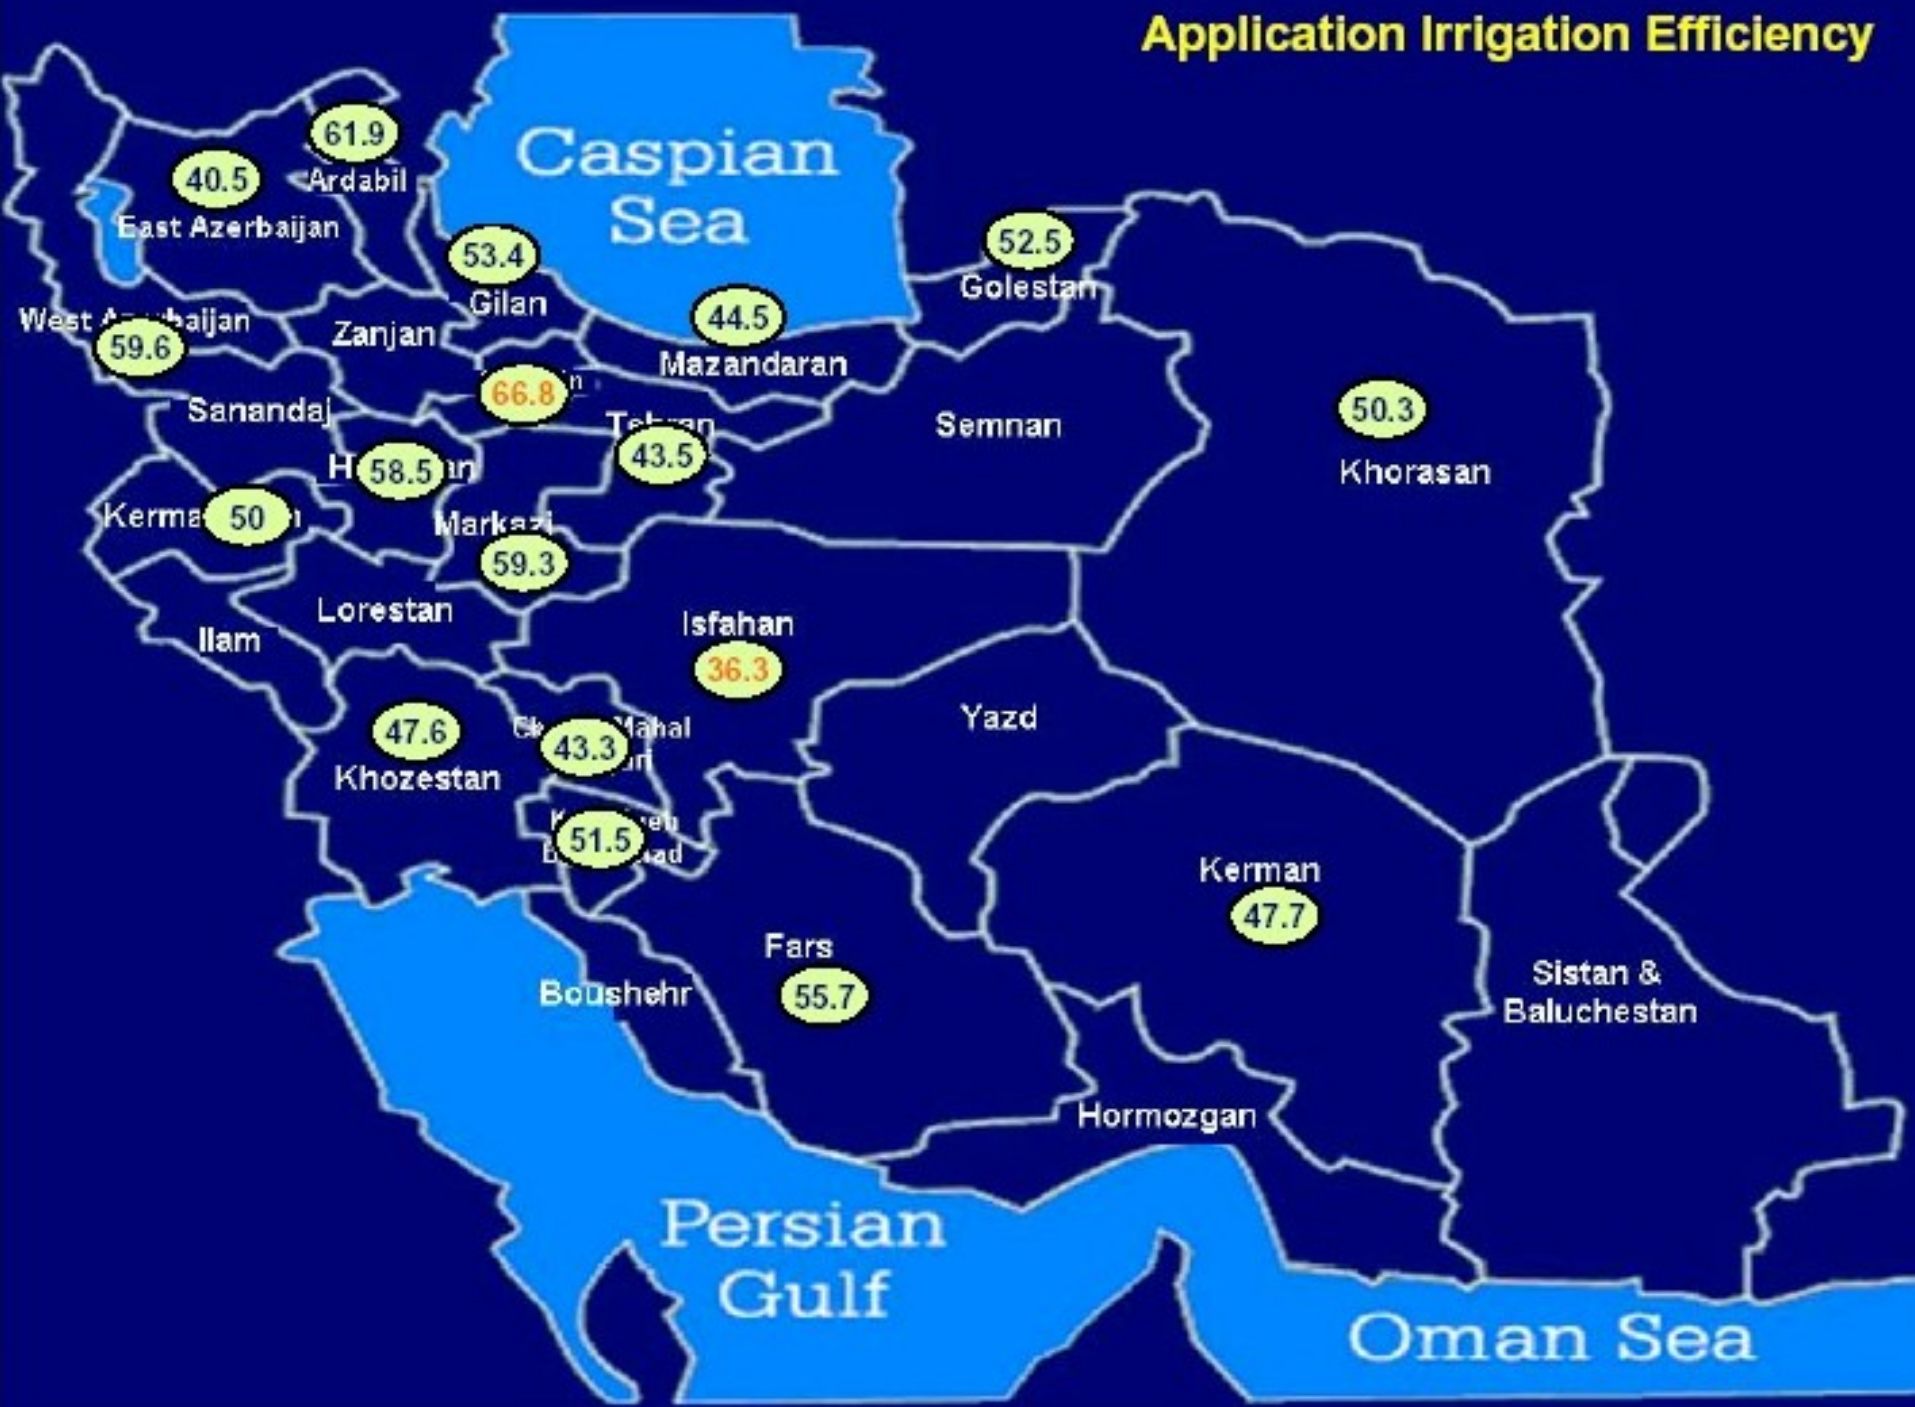 Application Irrigation Efficiency
Caspian
Sea
61.9
Ardabil
40.5
East Azerbaijan
53.4
Gilan
52.5
Golestan
44.5
Mazandaran
West
59.6
Zanjan
66.8
Sanandaj
43.5
Semnan
50.3
Khorasan
58.5
50
Markazi
59.3
Lorestan
Ilam
Isfahan
36.3
47.6
Khozestan
Mahal
43.3
Yazd
51.5
Kerman
47.7
Fars
55.7
Boushehr
Sistan &
Baluchestan
Hormozgan
Persian
Gulf
Oman Sea